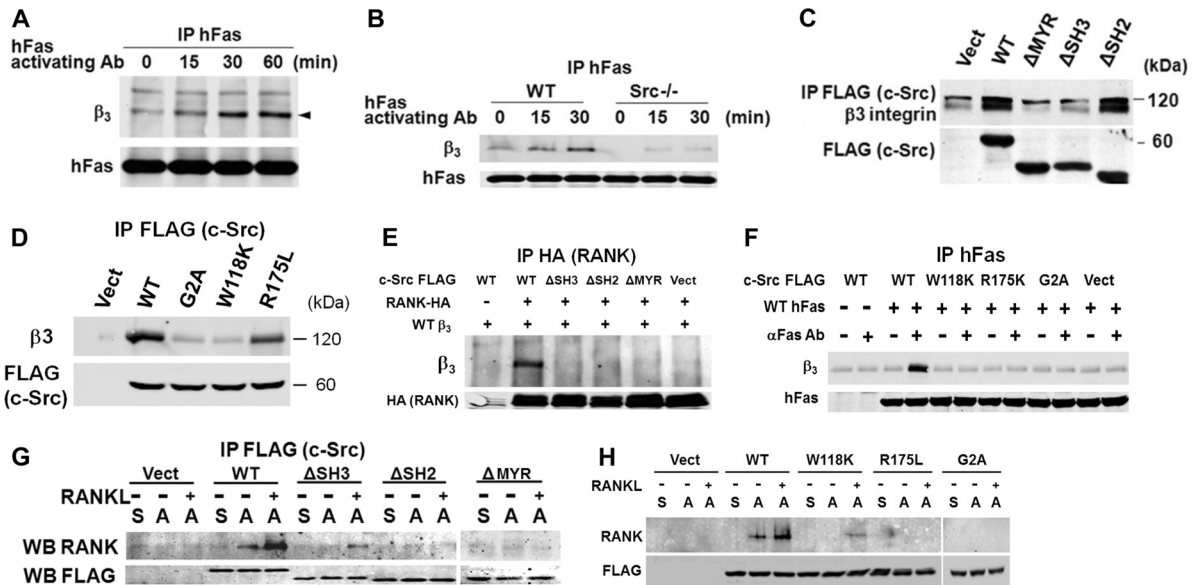 A
IP hFas
hFas
activating Ab 0 15 30 60 (min)
β3
hFas
B
IP hFas
WT Src-/-
hFas
activating Ab 0 15 30 0 15 30 (min)
β3
hFas
C
Vect WT ΔMYR ΔSH3 ΔSH2
(kDa)
IP FLAG (c-Src)
β3 integrin
- 120
FLAG (c-Src)
- 60
D
IP FLAG (c-Src)
Vect WT G2A W118K R175L
(kDa)
β3 — 120
FLAG
(c-Src)
— 60
E
IP HA (RANK)
c-Src FLAG WT WT ΔSH3 ΔSH2 ΔMYR Vect
RANK-HA - + + + + +
WT β3 + + + + + +
β3
HA (RANK)
F
IP hFas
c-Src FLAG WT WT W118K R175K G2A Vect
WT hFas - - + + + + + + + + + +
αFas Ab - + - + - + - + - + - +
β3
hFas
G
IP FLAG (c-Src)
Vect WT ΔSH3 ΔSH2 Δ MYR
RANKL - - + - - + - - + - - + - - +
S A A S A A S A A S A A S A A
WB RANK
WB FLAG
H
Vect WT W118K R175L G2A
RANKL - - + - - + - - + - - + - - +
S A A S A A S A A S A A S A A
RANK
FLAG